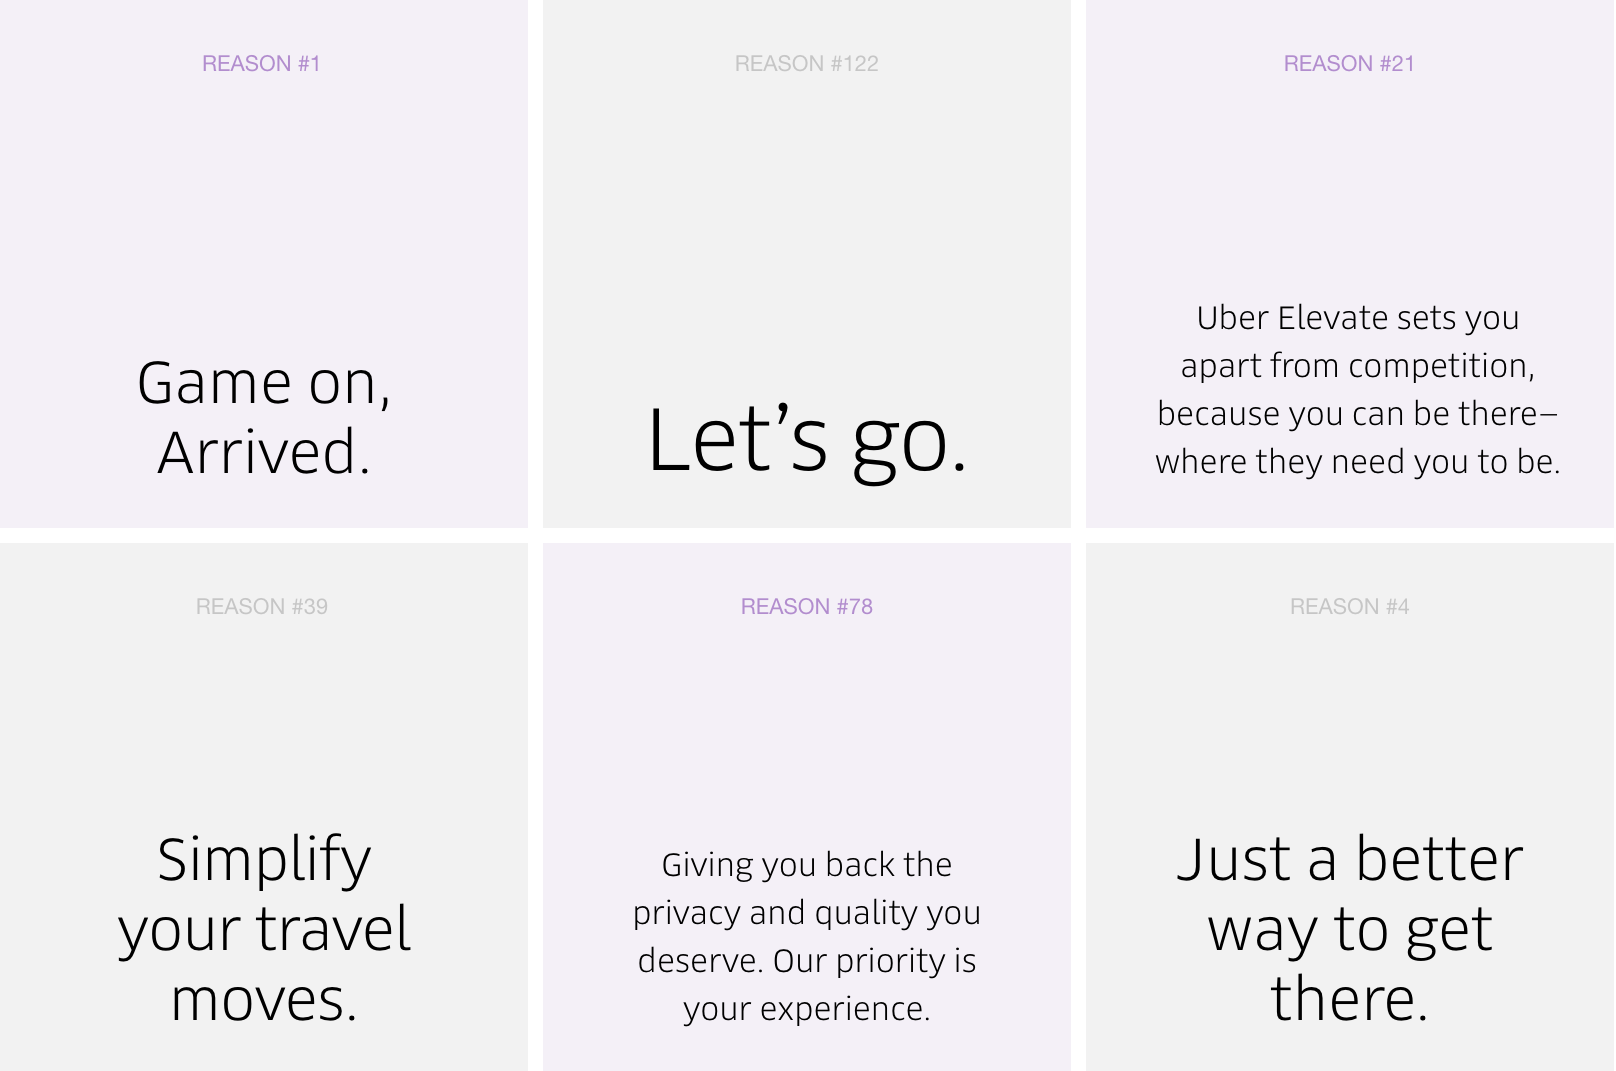 REASON #1
Game on,
Arrived.
REASON #122
Let’s go.
REASON #21
Uber Elevate sets you
apart from competition,
because you can be there–
where they need you to be.
REASON #39
Simplify
your travel
moves.
REASON #78
Giving you back the
privacy and quality you
deserve. Our priority is
your experience.
REASON #4
Just a better
way to get
there.